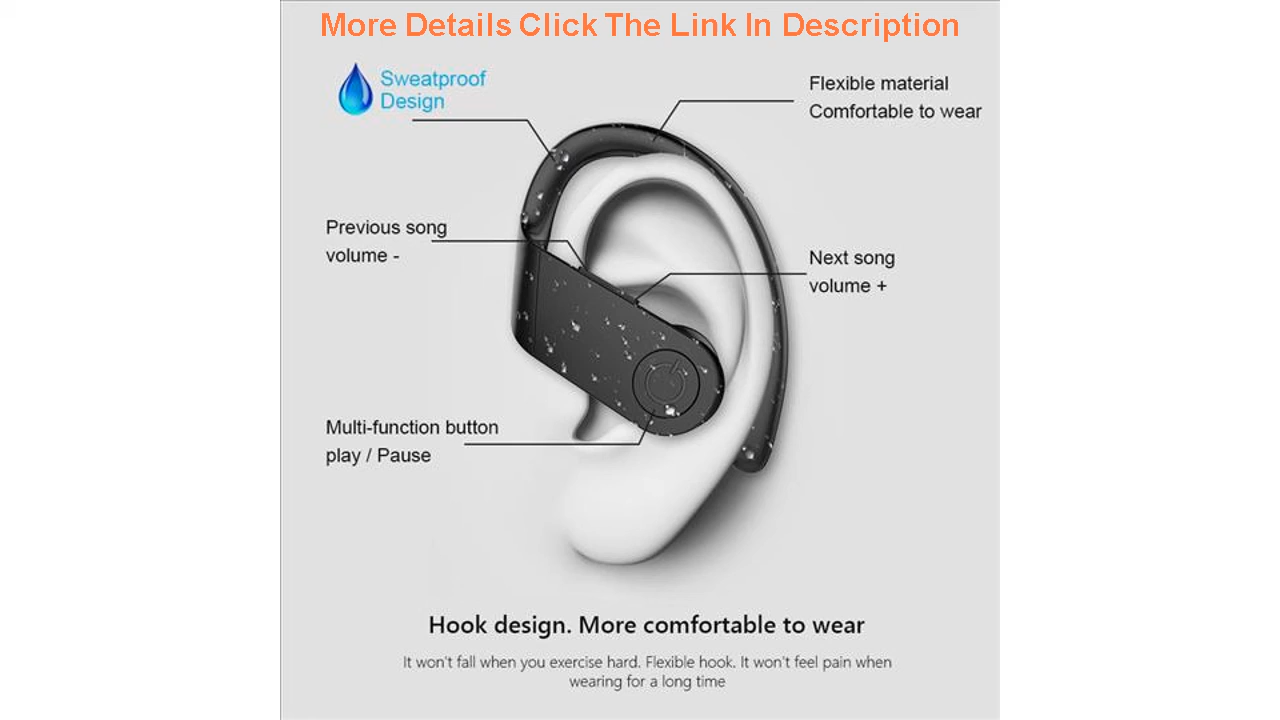 More Details Click The Link In Description
Sweatproof
Design
Flexible material
Comfortable to wear
Previous song
volume -
Next song
volume +
Multi-function button
play / Pause
Hook design. More comfortable to wear
It won't fall when you exercise hard. Flexible hook. It won't feel pain when
wearing for a long time